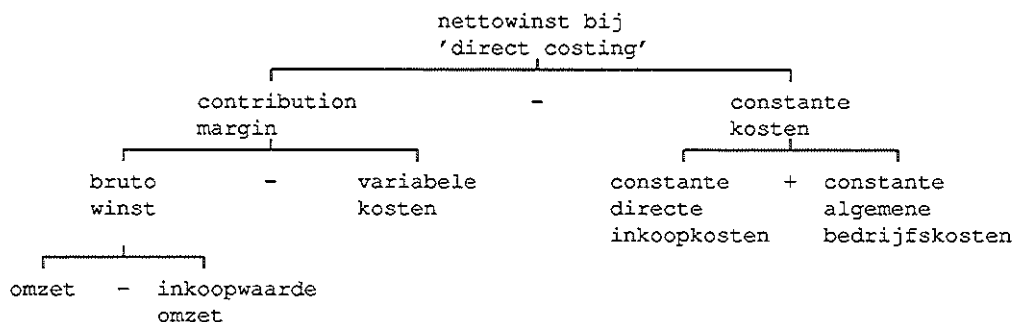 nettowinst bij
'direct costing'
contribution - constante
margin kosten
bruto - variabele constante + constante
winst kosten directe algemene
inkoopkosten bedrijfskosten
omzet - inkoopwaarde
omzet